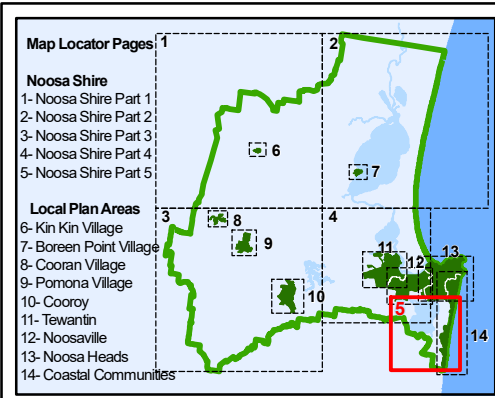 Map Locator Pages
Noosa Shire
1- Noosa Shire Part 1
2- Noosa Shire Part 2
3- Noosa Shire Part 3
4- Noosa Shire Part 4
5- Noosa Shire Part 5
Local Plan Areas
6- Kin Kin Village
7- Boreen Point Village
8- Cooran Village
9- Pomona Village
10- Cooroy
11- Tewantin
12- Noosaville
13- Noosa Heads
14- Coastal Communities
1
2
6
7
3
4
8
9
10
11
12
13
5
14